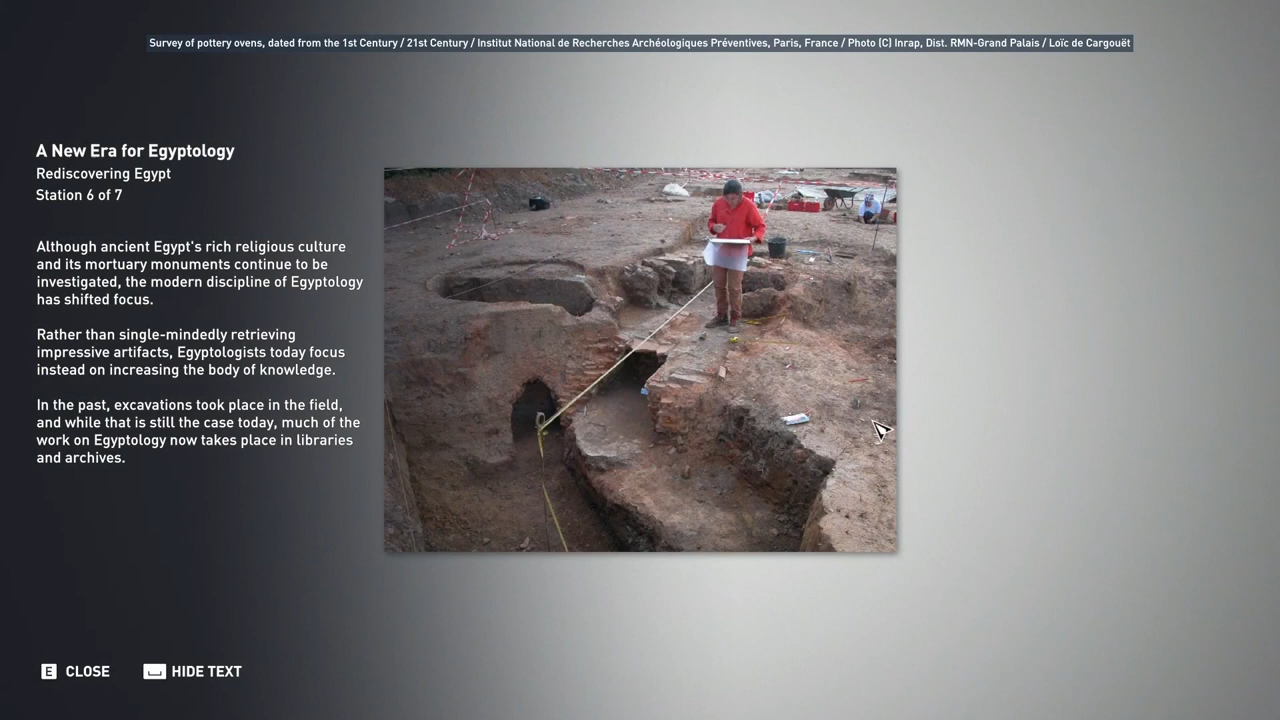 Survey of pottery ovens, dated from the 1st Century / 21st Century / Institut National de Recherches Archéologiques Préventives, Paris, France / Photo (C) Inrap, Dist. RMN-Grand Palais / Loïc de Cargouët
A New Era for Egyptology
Rediscovering Egypt
Station 6 of 7
Although ancient Egypt's rich religious culture
and its mortuary monuments continue to be
investigated, the modern discipline of Egyptology
has shifted focus.
Rather than single-mindedly retrieving
impressive artifacts, Egyptologists today focus
instead on increasing the body of knowledge.
In the past, excavations took place in the field,
and while that is still the case today, much of the
work on Egyptology now takes place in libraries
and archives.
E CLOSE HIDE TEXT